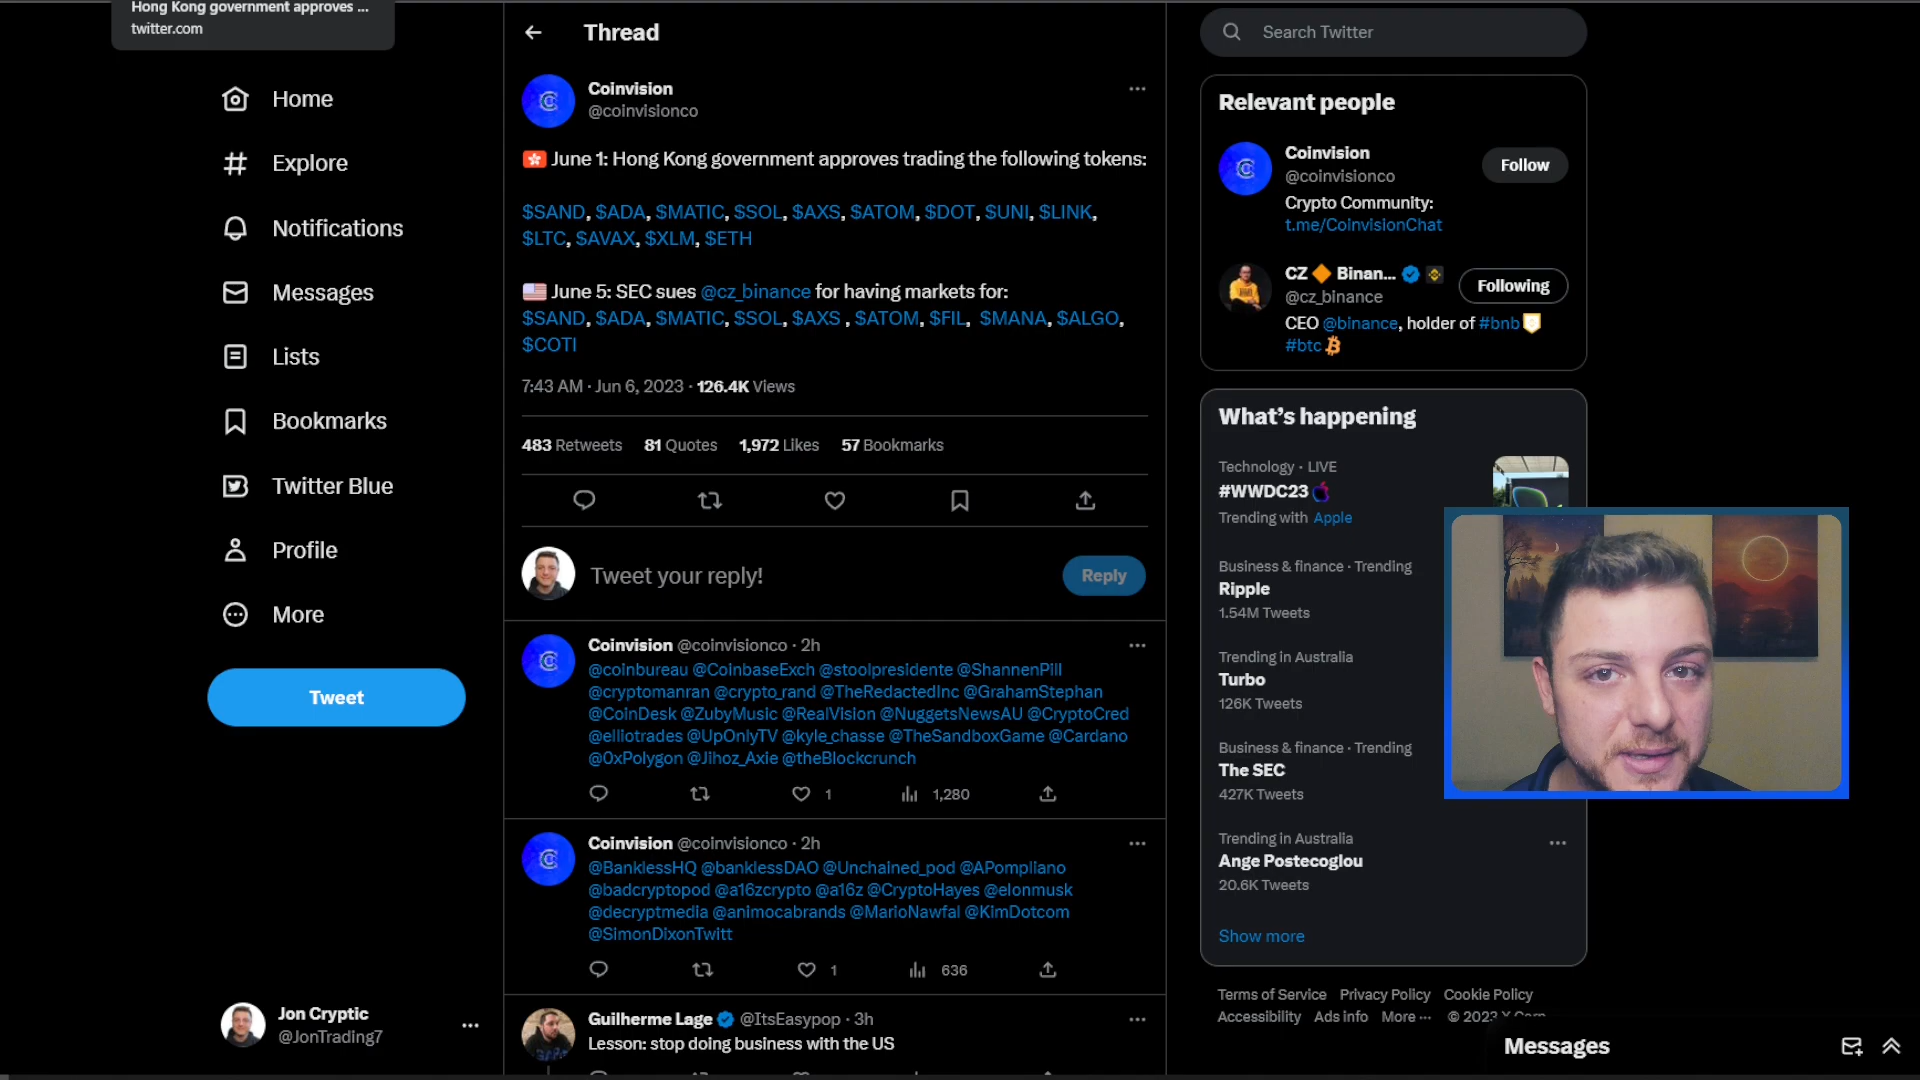 Hong Kong government approves ...
twitter.com
Home
Explore
Notifications
Messages
Lists
Bookmarks
Twitter Blue
Profile
More
Tweet
Jon Cryptic
@JonTrading7
Thread
Coinvision
@coinvisionco
June 1: Hong Kong government approves trading the following tokens:
$SAND, $ADA, $MATIC, $SOL, $AXS, $ATOM, $DOT, $UNI, $LINK,
$LTC, $AVAX, $XLM, $ETH
June 5: SEC sues @cz_binance for having markets for:
$SAND, $ADA, $MATIC, $SOL, $AXS , $ATOM, $FIL, $MANA, $ALGO,
$COTI
7:43 AM · Jun 6, 2023 · 126.4K Views
483 Retweets 81 Quotes 1,972 Likes 57 Bookmarks
Tweet your reply!
Reply
Coinvision @coinvisionco · 2h
@coinbureau @CoinbaseExch @stoolpresidente @ShannenPill
@cryptomanran @crypto_rand @TheRedactedInc @GrahamStephan
@CoinDesk @ZubyMusic @RealVision @NuggetsNewsAU @CryptoCred
@elliotrades @UpOnlyTV @kyle_chasse @TheSandboxGame @Cardano
@0xPolygon @Jihoz_Axie @theBlockcrunch
1 1,280
Coinvision @coinvisionco · 2h
@BanklessHQ @banklessDAO @Unchained_pod @APompliano
@badcryptopod @a16zcrypto @a16z @CryptoHayes @elonmusk
@decryptmedia @animocabrands @MarioNawfal @KimDotcom
@SimonDixonTwitt
1 636
Guilherme Lage @ItsEasypop · 3h
Lesson: stop doing business with the US
Search Twitter
Relevant people
Coinvision
@coinvisionco
Follow
Crypto Community:
t.me/CoinvisionChat
CZ Binan...
@cz_binance
Following
CEO @binance, holder of #bnb
#btc
What's happening
Technology · LIVE
#WWDC23
Trending with Apple
Business & finance · Trending
Ripple
1.54M Tweets
Trending in Australia
Turbo
126K Tweets
Business & finance · Trending
The SEC
427K Tweets
Trending in Australia
Ange Postecoglou
20.6K Tweets
Show more
Terms of Service Privacy Policy Cookie Policy
Accessibility Ads info More ··· © 2023 X Corp.
Messages